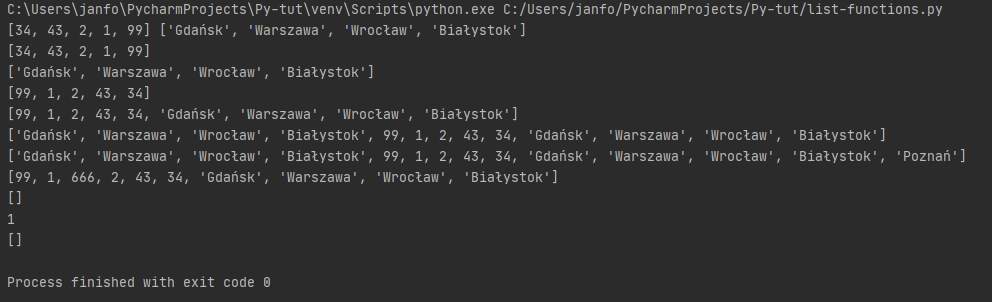 C:\Users\janfo\PycharmProjects\Py-tut\venv\Scripts\python.exe C:/Users/janfo/PycharmProjects/Py-tut/list-functions.py
[34, 43, 2, 1, 99] ['Gdańsk', 'Warszawa', 'Wrocław', 'Białystok']
[34, 43, 2, 1, 99]
['Gdańsk', 'Warszawa', 'Wrocław', 'Białystok']
[99, 1, 2, 43, 34]
[99, 1, 2, 43, 34, 'Gdańsk', 'Warszawa', 'Wrocław', 'Białystok']
['Gdańsk', 'Warszawa', 'Wrocław', 'Białystok', 99, 1, 2, 43, 34, 'Gdańsk', 'Warszawa', 'Wrocław', 'Białystok']
['Gdańsk', 'Warszawa', 'Wrocław', 'Białystok', 99, 1, 2, 43, 34, 'Gdańsk', 'Warszawa', 'Wrocław', 'Białystok', 'Poznań']
[99, 1, 666, 2, 43, 34, 'Gdańsk', 'Warszawa', 'Wrocław', 'Białystok']
[]
1
[]
Process finished with exit code 0